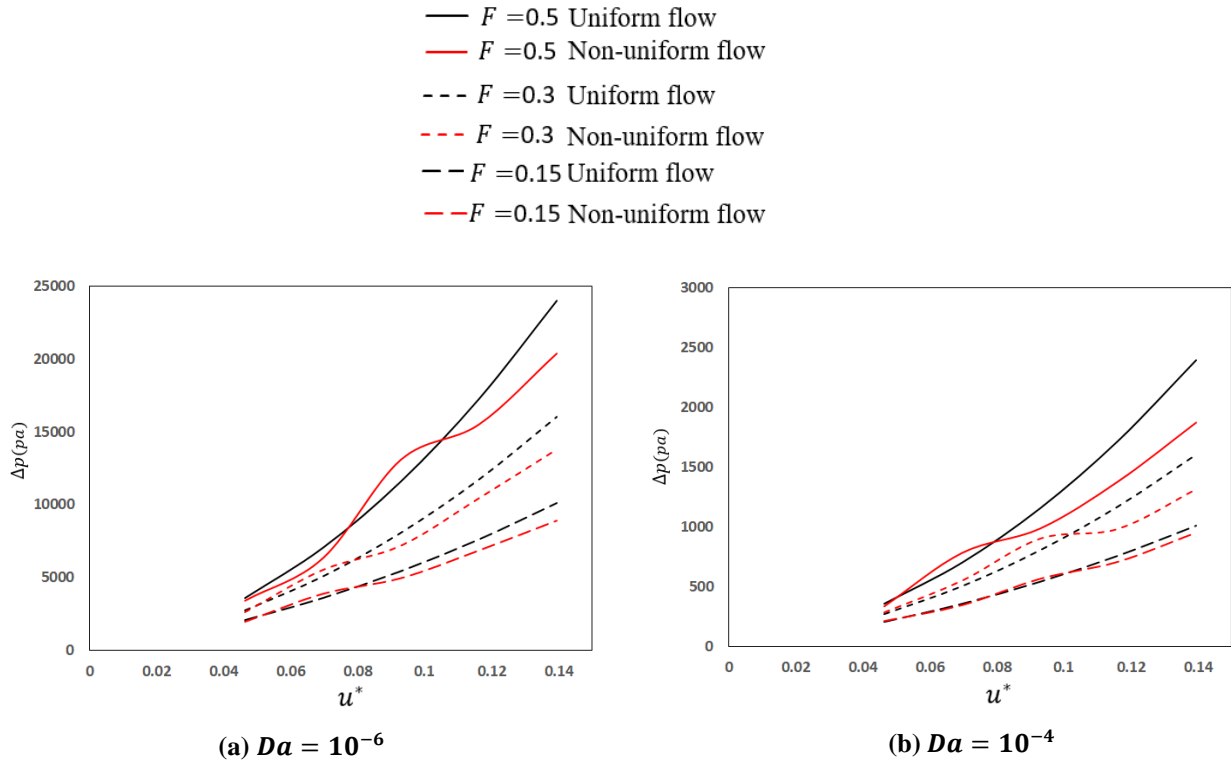 F =0.5 Uniform flow
F =0.5 Non-uniform flow
F =0.3 Uniform flow
F =0.3 Non-uniform flow
F =0.15 Uniform flow
F =0.15 Non-uniform flow
25000
20000
15000
10000
5000
0
Δp(pa)
0 0.02 0.04 0.06 0.08 0.1 0.12 0.14
u*
(a) Da = 10⁻⁶
3000
2500
2000
1500
1000
500
0
Δp(pa)
0 0.02 0.04 0.06 0.08 0.1 0.12 0.14
u*
(b) Da = 10⁻⁴